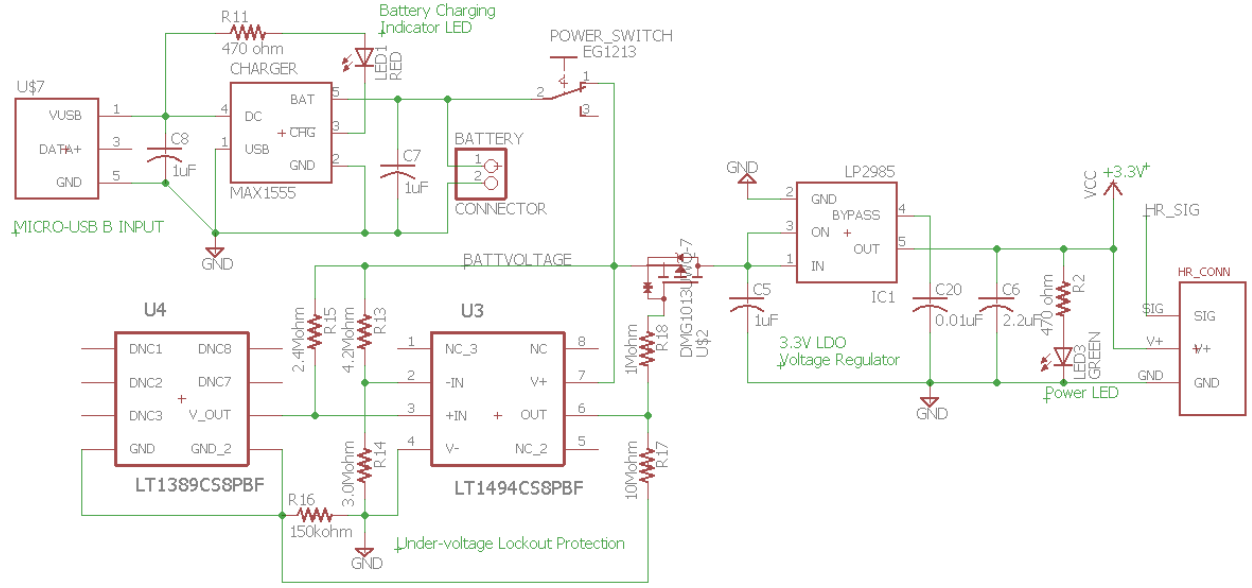 Battery Charging
Indicator LED
R11
470 ohm
LED1
RED
POWER_SWITCH
EG1213
1
2
3
U$7
VUSB
1
3
GND
5
C8
1uF
CHARGER
4
DC
1
USB
BAT
5
CHG
3
GND
2
MAX1555
C7
1uF
BATTERY
1
2
CONNECTOR
MICRO-USB B INPUT
GND
BATTVOLTAGE
U$2
GND
LP2985
2
GND
BYPASS
4
3
ON
OUT
5
1
IN
IC1
C5
1uF
C20
0.01uF
C6
2.2uF
R2
470 ohm
LED3
GREEN
VCC
+3.3V
HR_SIG
HR_CONN
SIG
SIG
V+
V+
GND
GND
3.3V LDO
Voltage Regulator
Power LED
GND
U4
DNC1
DNC8
DNC2
DNC7
DNC3
V_OUT
GND
GND_2
LT1389CS8PBF
R15
2.4Mohm
R13
4.2Mohm
R14
3.0Mohm
R16
150kohm
U3
1
NC_3
NC
8
2
-IN
V+
7
3
+IN
OUT
6
4
V-
NC_2
5
LT1494CS8PBF
R18
1Mohm
R17
10Mohm
GND
Under-voltage Lockout Protection